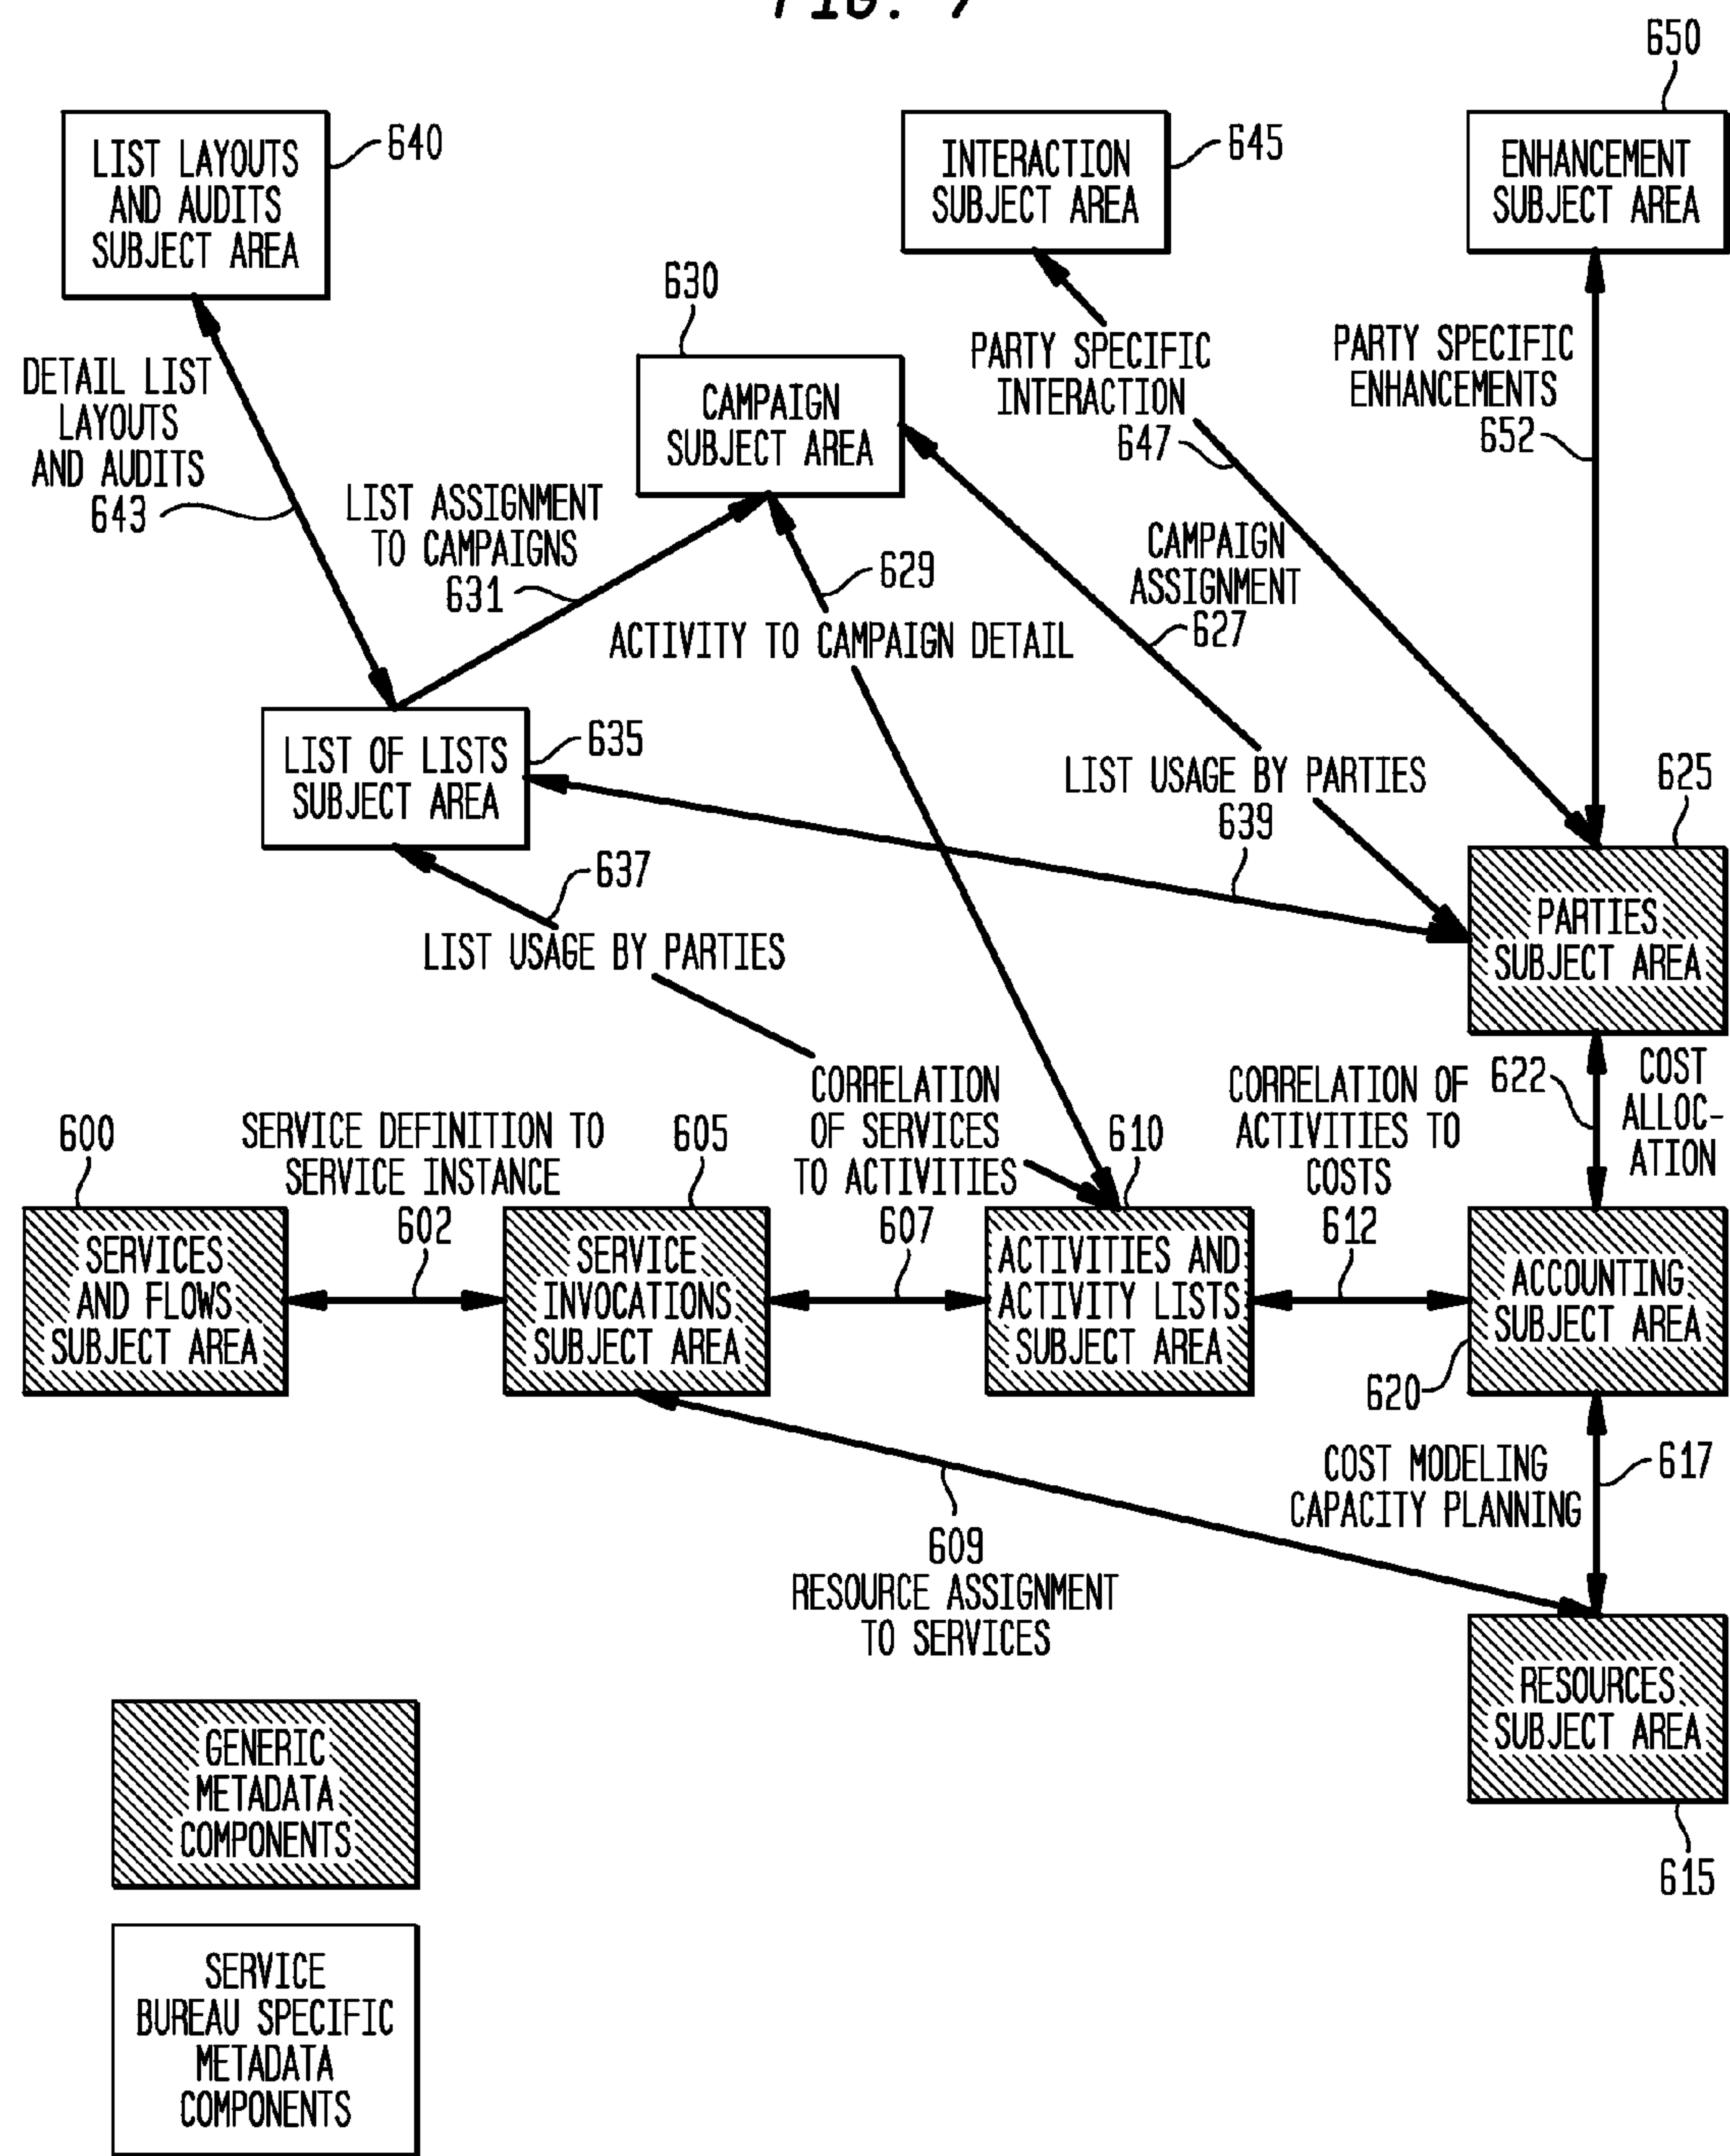 FIG. 7
650
LIST LAYOUTS
AND AUDITS
SUBJECT AREA
640
INTERACTION
SUBJECT AREA
645
ENHANCEMENT
SUBJECT AREA
630
CAMPAIGN
SUBJECT AREA
DETAIL LIST
LAYOUTS
AND AUDITS
643
PARTY SPECIFIC
INTERACTION
647
PARTY SPECIFIC
ENHANCEMENTS
652
LIST ASSIGNMENT
TO CAMPAIGNS
631
629
CAMPAIGN
ASSIGNMENT
627
ACTIVITY TO CAMPAIGN DETAIL
LIST OF LISTS
SUBJECT AREA
635
LIST USAGE BY PARTIES
639
625
637
LIST USAGE BY PARTIES
PARTIES
SUBJECT AREA
600
SERVICE DEFINITION TO
SERVICE INSTANCE
602
605
CORRELATION
OF SERVICES
TO ACTIVITIES
607
610
CORRELATION OF
ACTIVITIES TO
COSTS
612
622
COST
ALLOC-
ATION
SERVICES
AND FLOWS
SUBJECT AREA
SERVICE
INVOCATIONS
SUBJECT AREA
ACTIVITIES AND
ACTIVITY LISTS
SUBJECT AREA
ACCOUNTING
SUBJECT AREA
620
COST MODELING
CAPACITY PLANNING
617
609
RESOURCE ASSIGNMENT
TO SERVICES
RESOURCES
SUBJECT AREA
615
GENERIC
METADATA
COMPONENTS
SERVICE
BUREAU SPECIFIC
METADATA
COMPONENTS